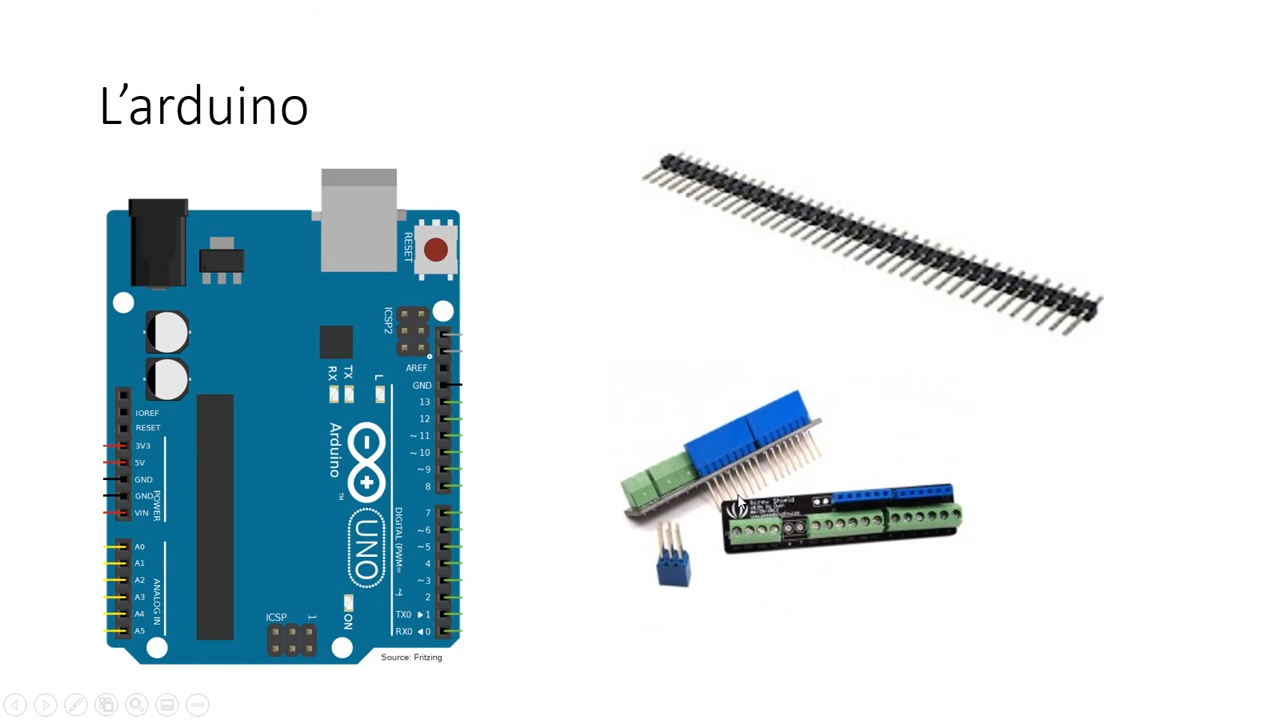 L'arduino
RESET
ICSP2
AREF
GND
13
12
~ 11
~ 10
~9
8
7
~6
~5
4
~3
2
TX0 ▶ 1
RX0 ◀ 0
DIGITAL (PWM= ~)
RX
TX
L
Arduino
™
UNO
ON
IOREF
RESET
3V3
5V
GND
GND
VIN
POWER
A0
A1
A2
A3
A4
A5
ANALOG IN
ICSP
1
Source: Fritzing
Screw Shield